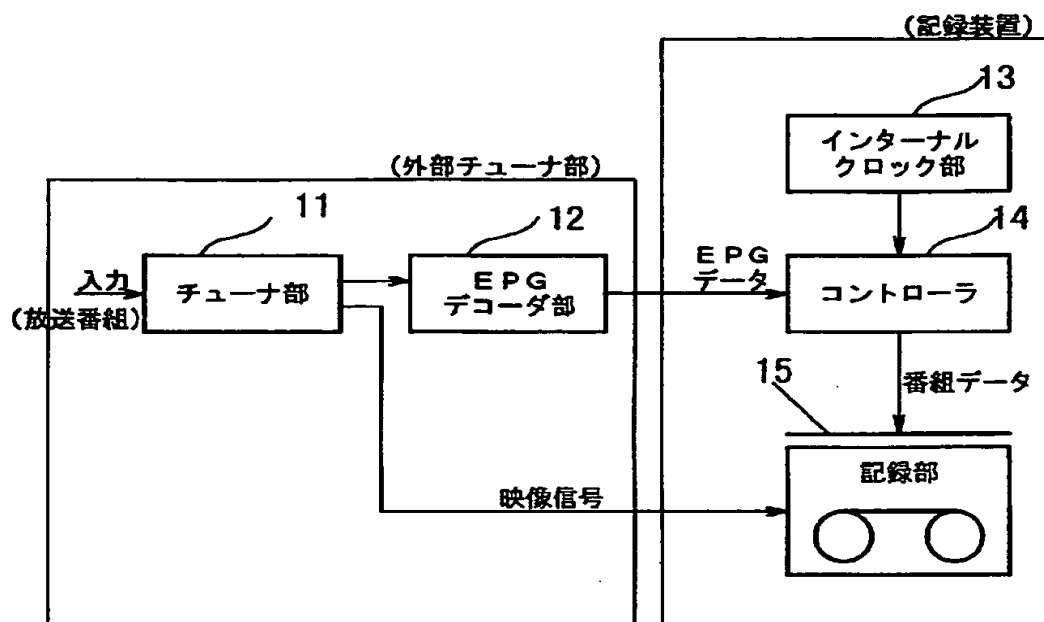 (記録装置)
13
インターナル
クロック部
(外部チューナ部)
11
12
14
入力
(放送番組)
チューナ部
EPG
デコーダ部
EPG
データ
コントローラ
15
番組データ
記録部
映像信号